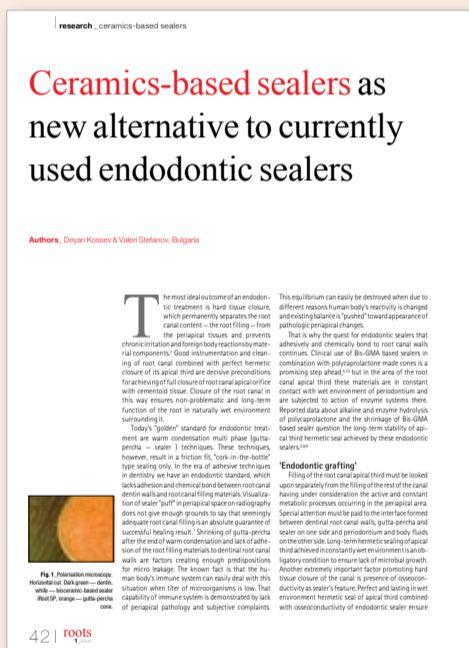 research _ceramics-based sealers
Ceramics-based sealers as
new alternative to currently
used endodontic sealers
Authors_ Deyan Kossev & Valeri Stefanov, Bulgaria
The most ideal outcome of an endodon-
tic treatment is hard tissue closure,
which permanently separates the root
canal content – the root filling – from
the periapical tissues and prevents
chronic irritation and foreign body reactions by mate-
rial components.¹ Good instrumentation and clean-
ing of root canal combined with perfect hermetic
closure of its apical third are decisive preconditions
for achieving of full closure of root canal apical orifice
with cementoid tissue. Closure of the root canal in
this way ensures non-problematic and long-term
function of the root in naturally wet environment
surrounding it.
Today's "golden" standard for endodontic treat-
ment are warm condensation multi phase (gutta-
percha – sealer ) techniques. These techniques,
however, result in a friction fit, "cork-in-the-bottle"
type sealing only. In the era of adhesive techniques
in dentistry we have an endodontic standard, which
lacks adhesion and chemical bond between root canal
dentin walls and root canal filling materials. Visualiza-
tion of sealer "puff" in periapical space on radiography
does not give enough grounds to say that seemingly
adequate root canal filling is an absolute guarantee of
successful healing result. Shrinking of gutta-percha
after the end of warm condensation and lack of adhe-
sion of the root filling materials to dentinal root canal
walls are factors creating enough predispositions
for micro leakage. The known fact is that the hu-
man body's immune system can easily deal with this
situation when titer of microorganisms is low. That
capability of immune system is demonstrated by lack
of periapical pathology and subjective complaints.
This equilibrium can easily be destroyed when due to
different reasons human body's reactivity is changed
and existing balance is "pushed" toward appearance of
pathologic periapical changes.
That is why the quest for endodontic sealers that
adhesively and chemically bond to root canal walls
continues. Clinical use of Bis-GMA based sealers in
combination with polycaprolactone made cones is a
promising step ahead, but in the area of the root
canal apical third these materials are in constant
contact with wet environment of periodontium and
are subjected to action of enzyme systems there.
Reported data about alkaline and enzyme hydrolysis
of polycaprolactone and the shrinkage of Bis-GMA
based sealer question the long-term stability of api-
cal third hermetic seal achieved by these endodontic
sealers.
'Endodontic grafting'
Filling of the root canal apical third must be looked
upon separately from the filling of the rest of the canal
having under consideration the active and constant
metabolic processes occurring in the periapical area.
Special attention must be paid to the interface formed
between dentinal root canal walls, gutta-percha and
sealer on one side and periodontium and body fluids
on the other side. Long-term hermetic sealing of apical
third achieved in constantly wet environment is an ob-
ligatory condition to ensure lack of microbial growth.
Another extremely important factor promoting hard
tissue closure of the canal is presence of osseocon-
ductivity as sealer's feature. Perfect and lasting in wet
environment hermetic seal of apical third combined
with osseoconductivity of endodontic sealer ensure
Fig. 1_Polarisation microscopy.
Horizontal cut. Dark green — dentin,
white — bioceramic-based sealer
iRoot SP, orange — gutta-percha
cone.
42 | roots